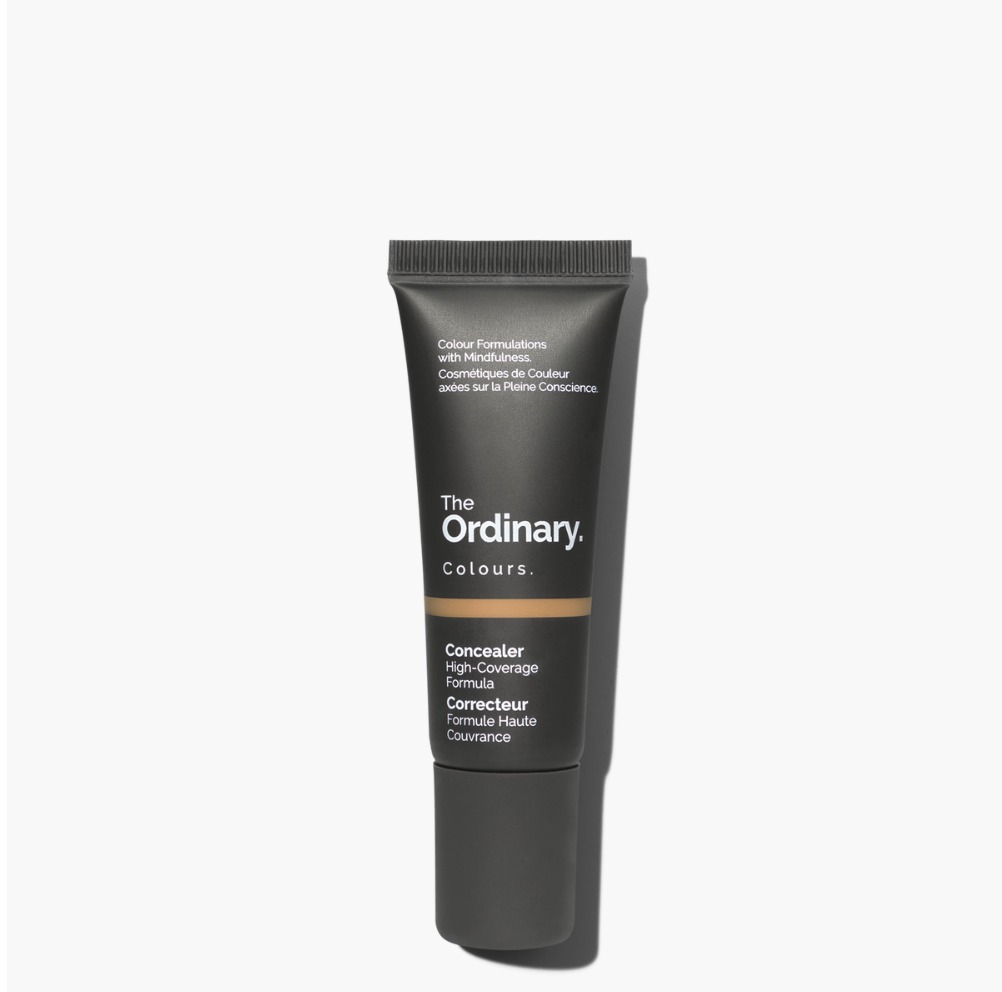 Colour Formulations
with Mindfulness.
Cosmétiques de Couleur
axées sur la Pleine Conscience.
The
Ordinary.
Colours.
Concealer
High-Coverage
Formula
Correcteur
Formule Haute
Couvrance